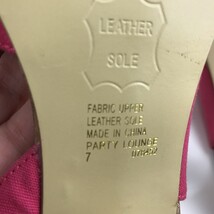 LEATHER
SOLE
FABRIC UPPER
LEATHER SOLE
MADE IN CHINA
PARTY LOUNGE
7